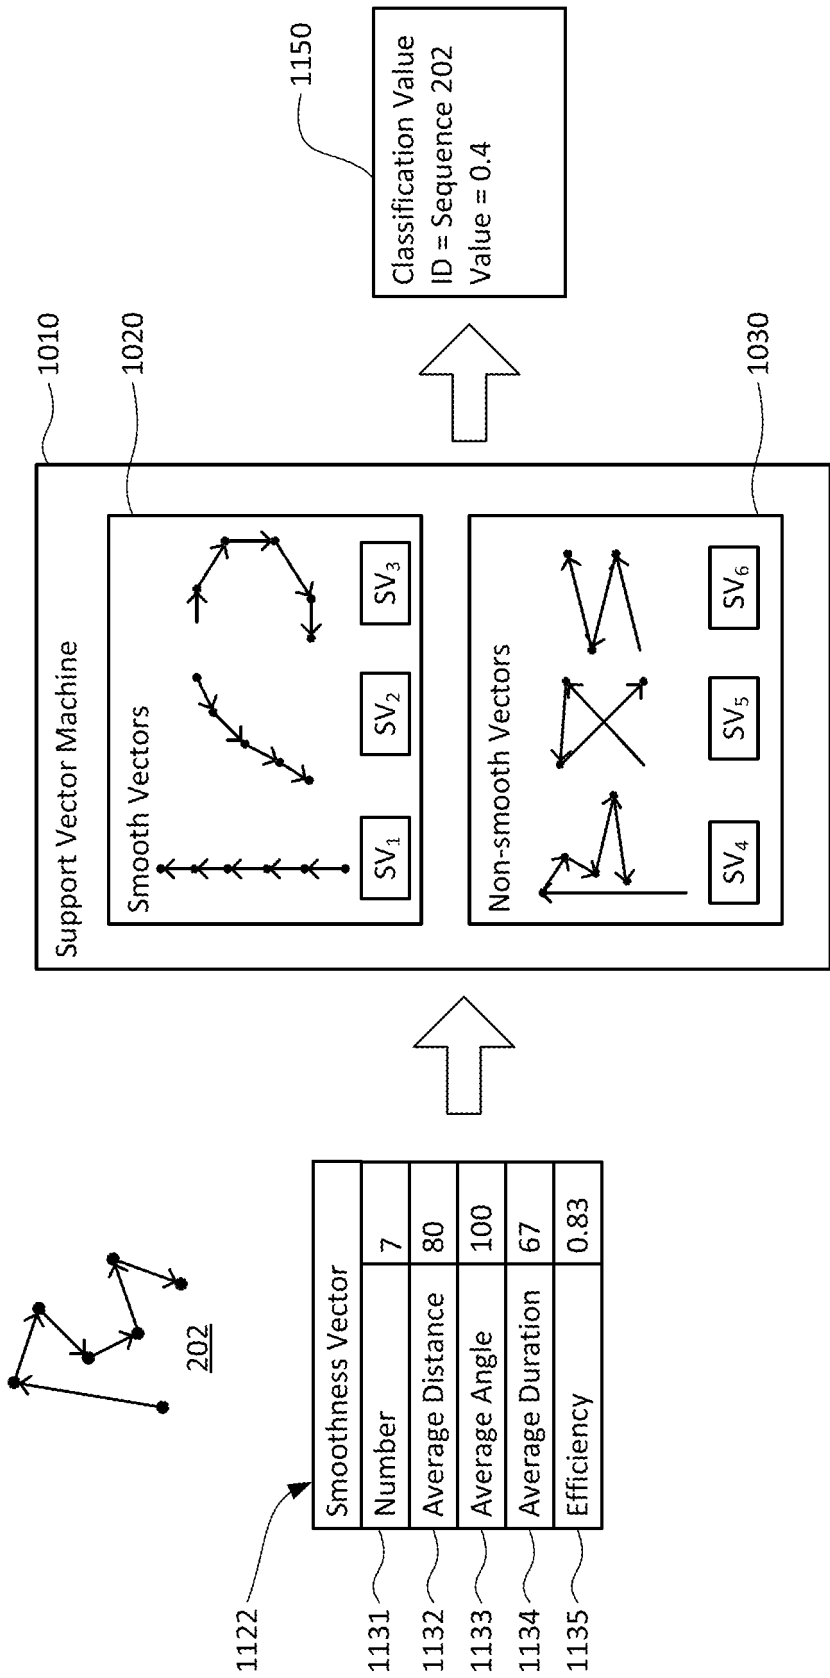 202
1122
Smoothness Vector
1131
Number 7
1132
Average Distance 80
1133
Average Angle 100
1134
Average Duration 67
1135
Efficiency 0.83
1010
Support Vector Machine
1020
Smooth Vectors
SV1 SV2 SV3
1030
Non-smooth Vectors
SV4 SV5 SV6
1150
Classification Value
ID = Sequence 202
Value = 0.4